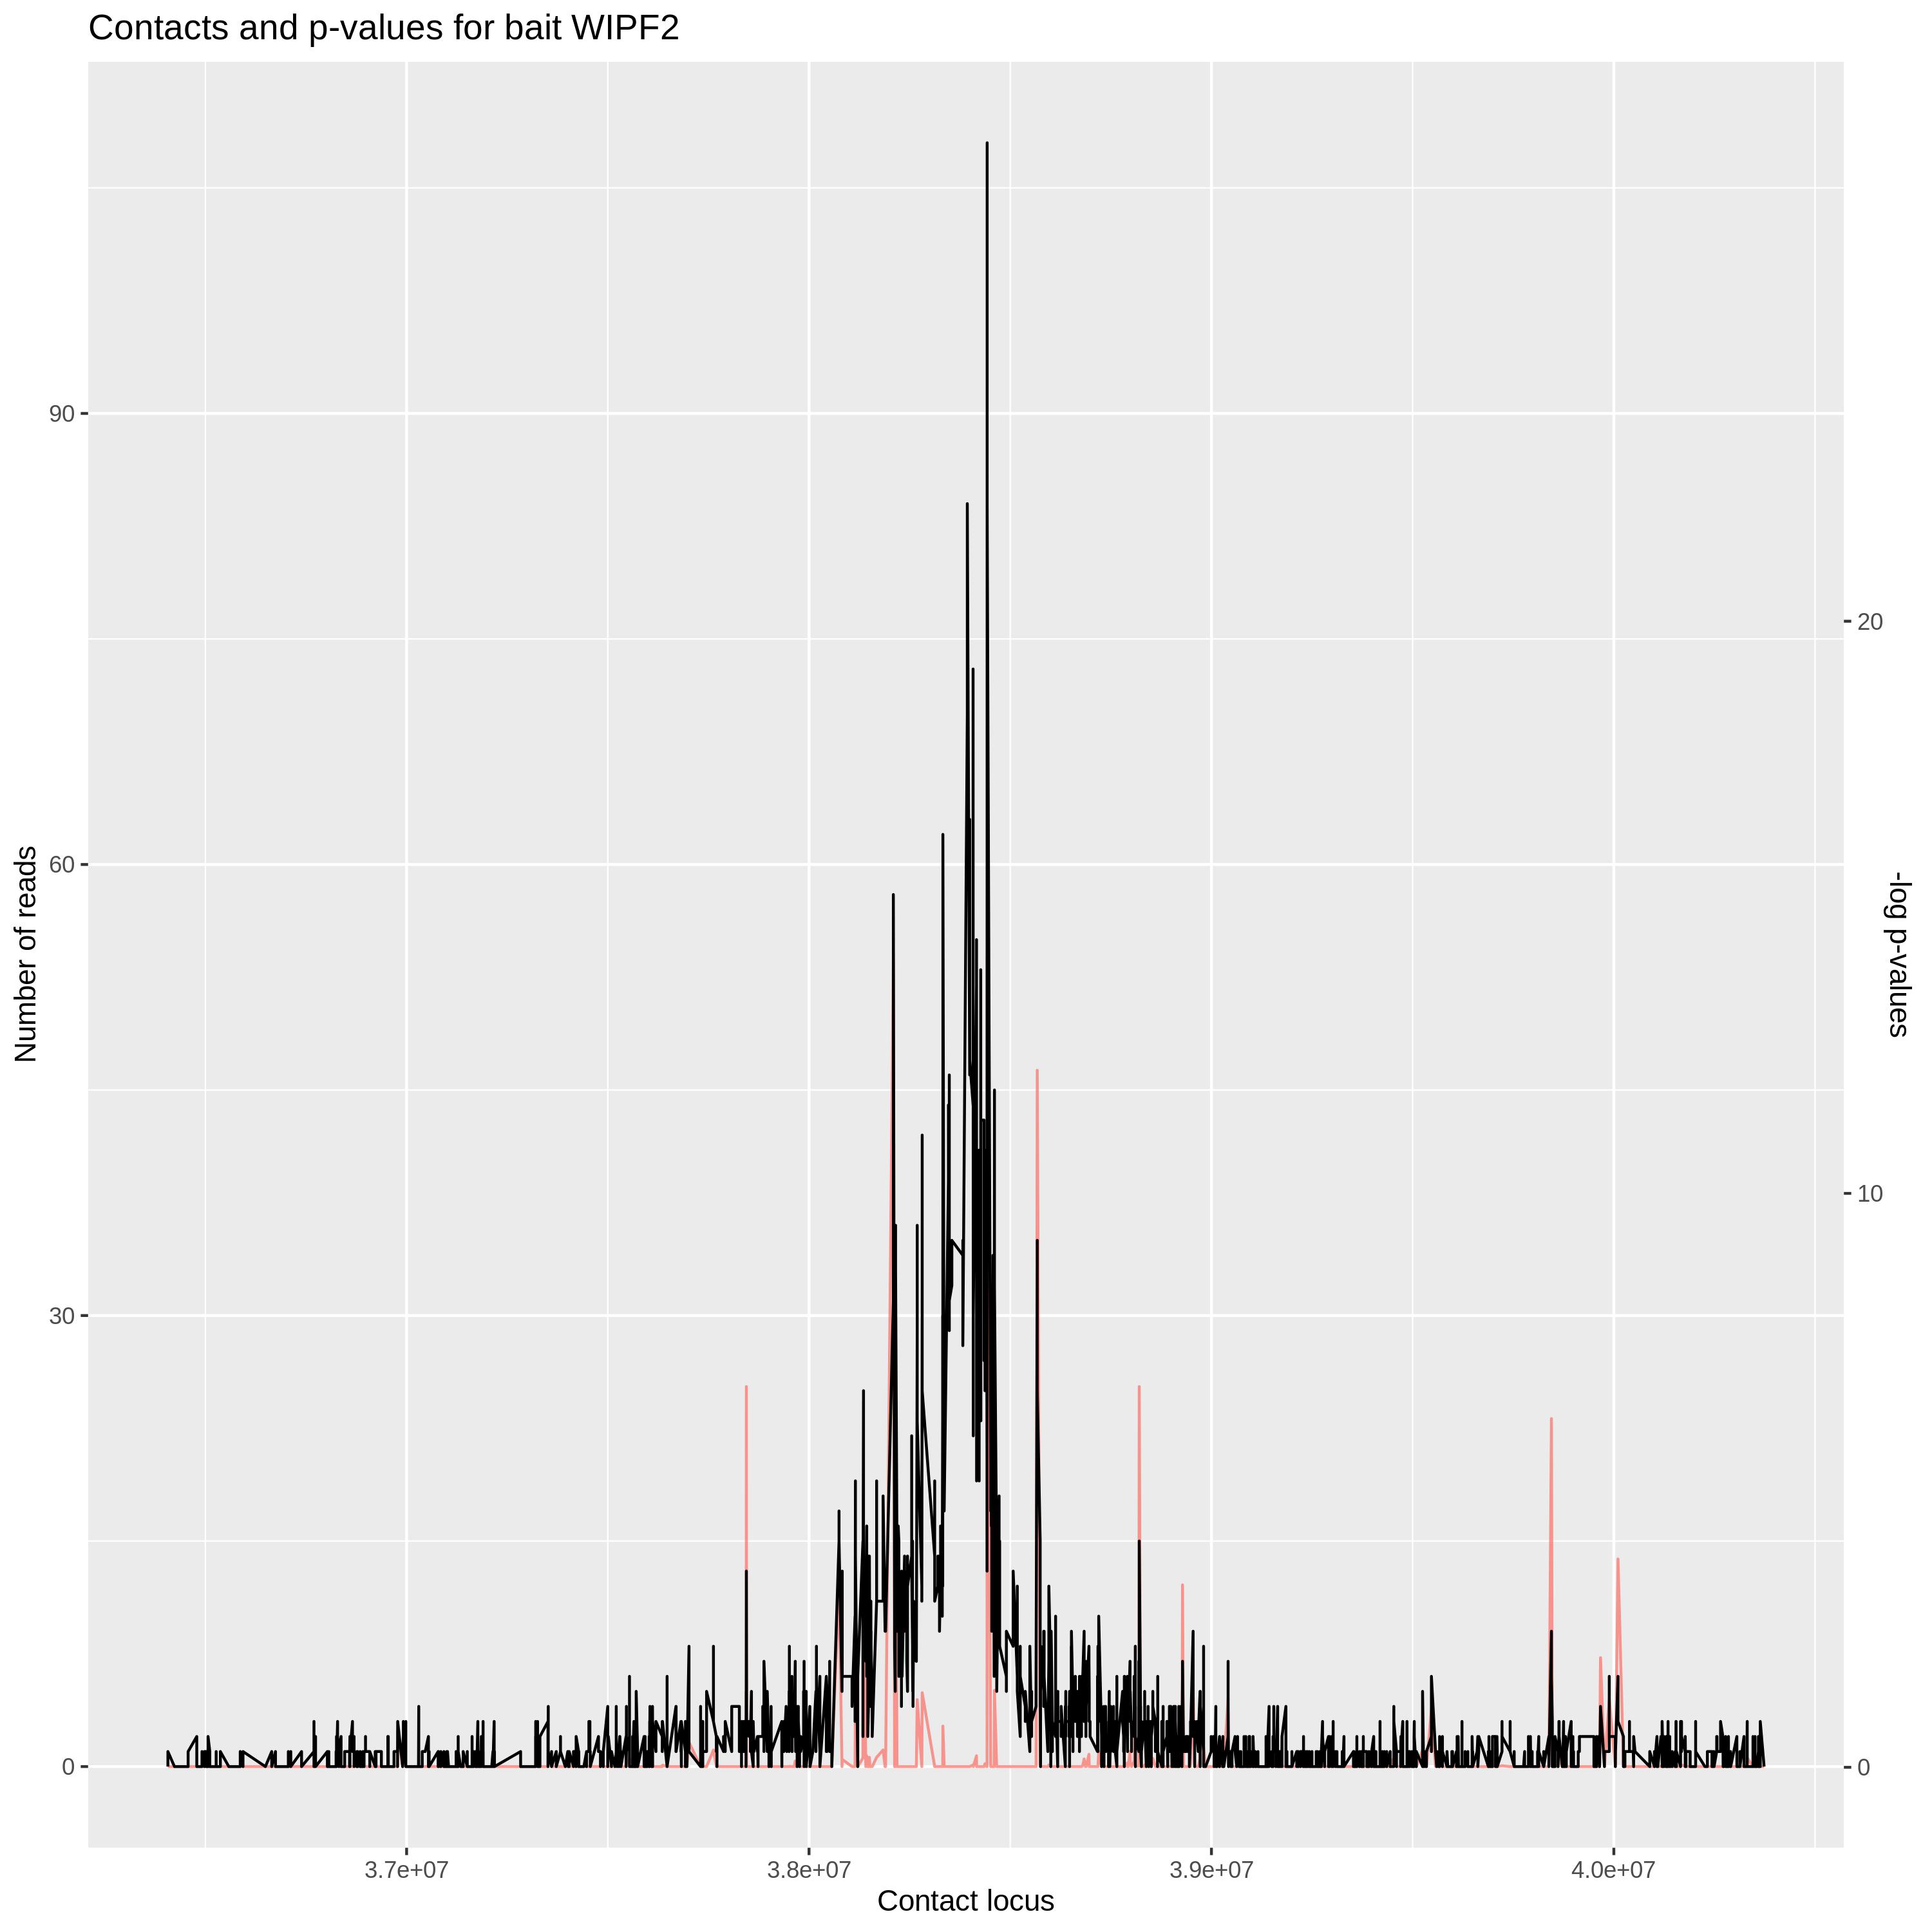 Contacts and p-values for bait WIPF2
90
60
30
0
Number of reads
20
10
0
-log p-values
3.7e+07
3.8e+07
3.9e+07
4.0e+07
Contact locus